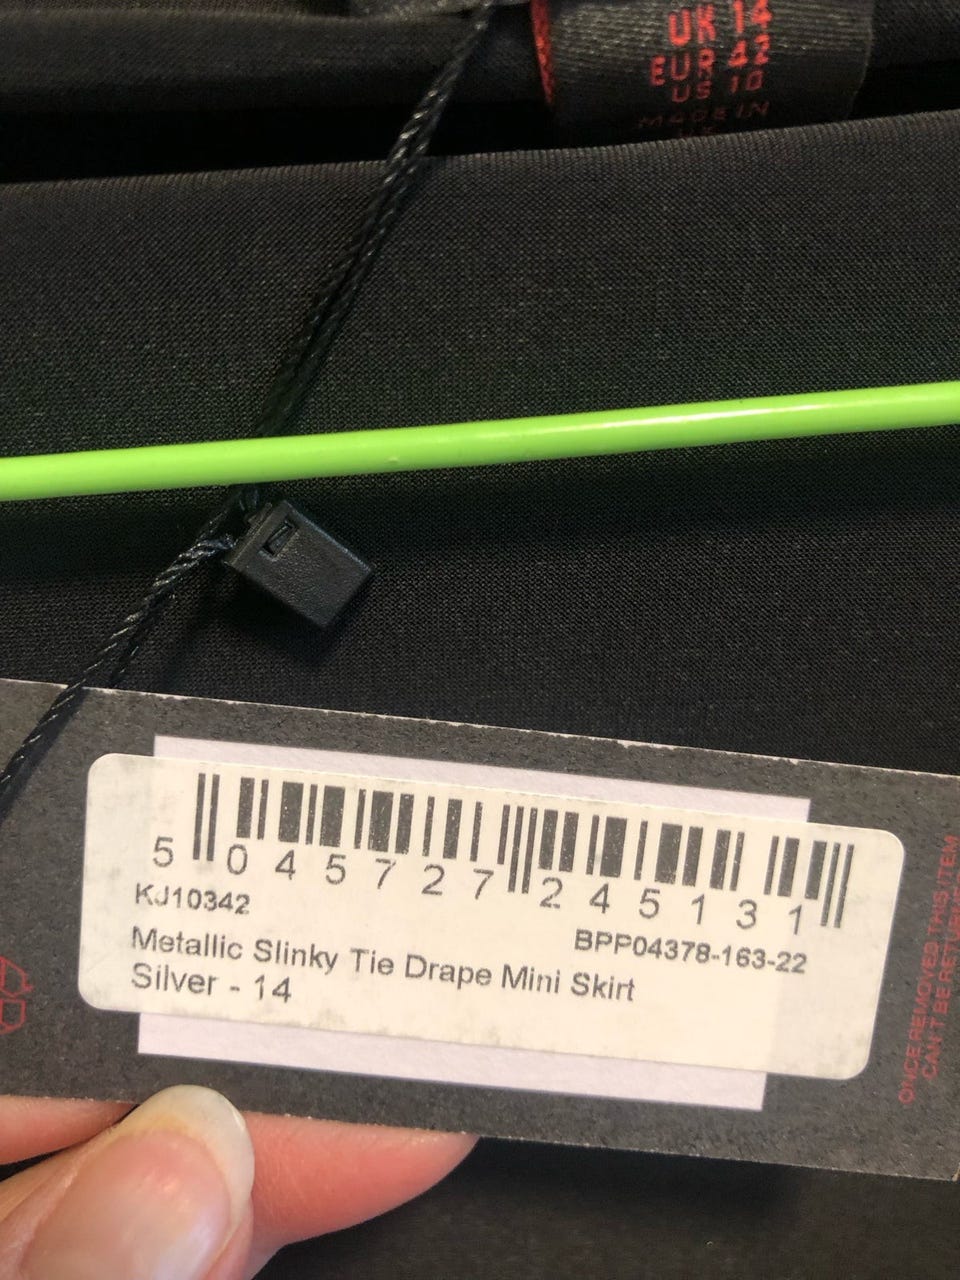 UK 14
EUR 42
US 10
MADE IN
UK
5 045727 245131
KJ10342
BPP04378-163-22
Metallic Slinky Tie Drape Mini Skirt
Silver - 14
ONCE REMOVED THIS ITEM
CAN'T BE RETURNED